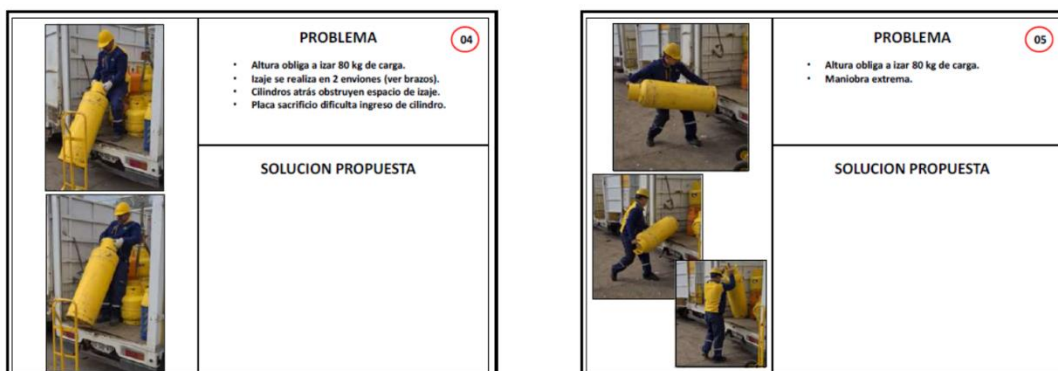 PROBLEMA
04
• Altura obliga a izar 80 kg de carga.
• Izaje se realiza en 2 enviones (ver brazos).
• Cilindros atrás obstruyen espacio de izaje.
• Placa sacrificio dificulta ingreso de cilindro.
SOLUCION PROPUESTA
PROBLEMA
05
• Altura obliga a izar 80 kg de carga.
• Maniobra extrema.
SOLUCION PROPUESTA